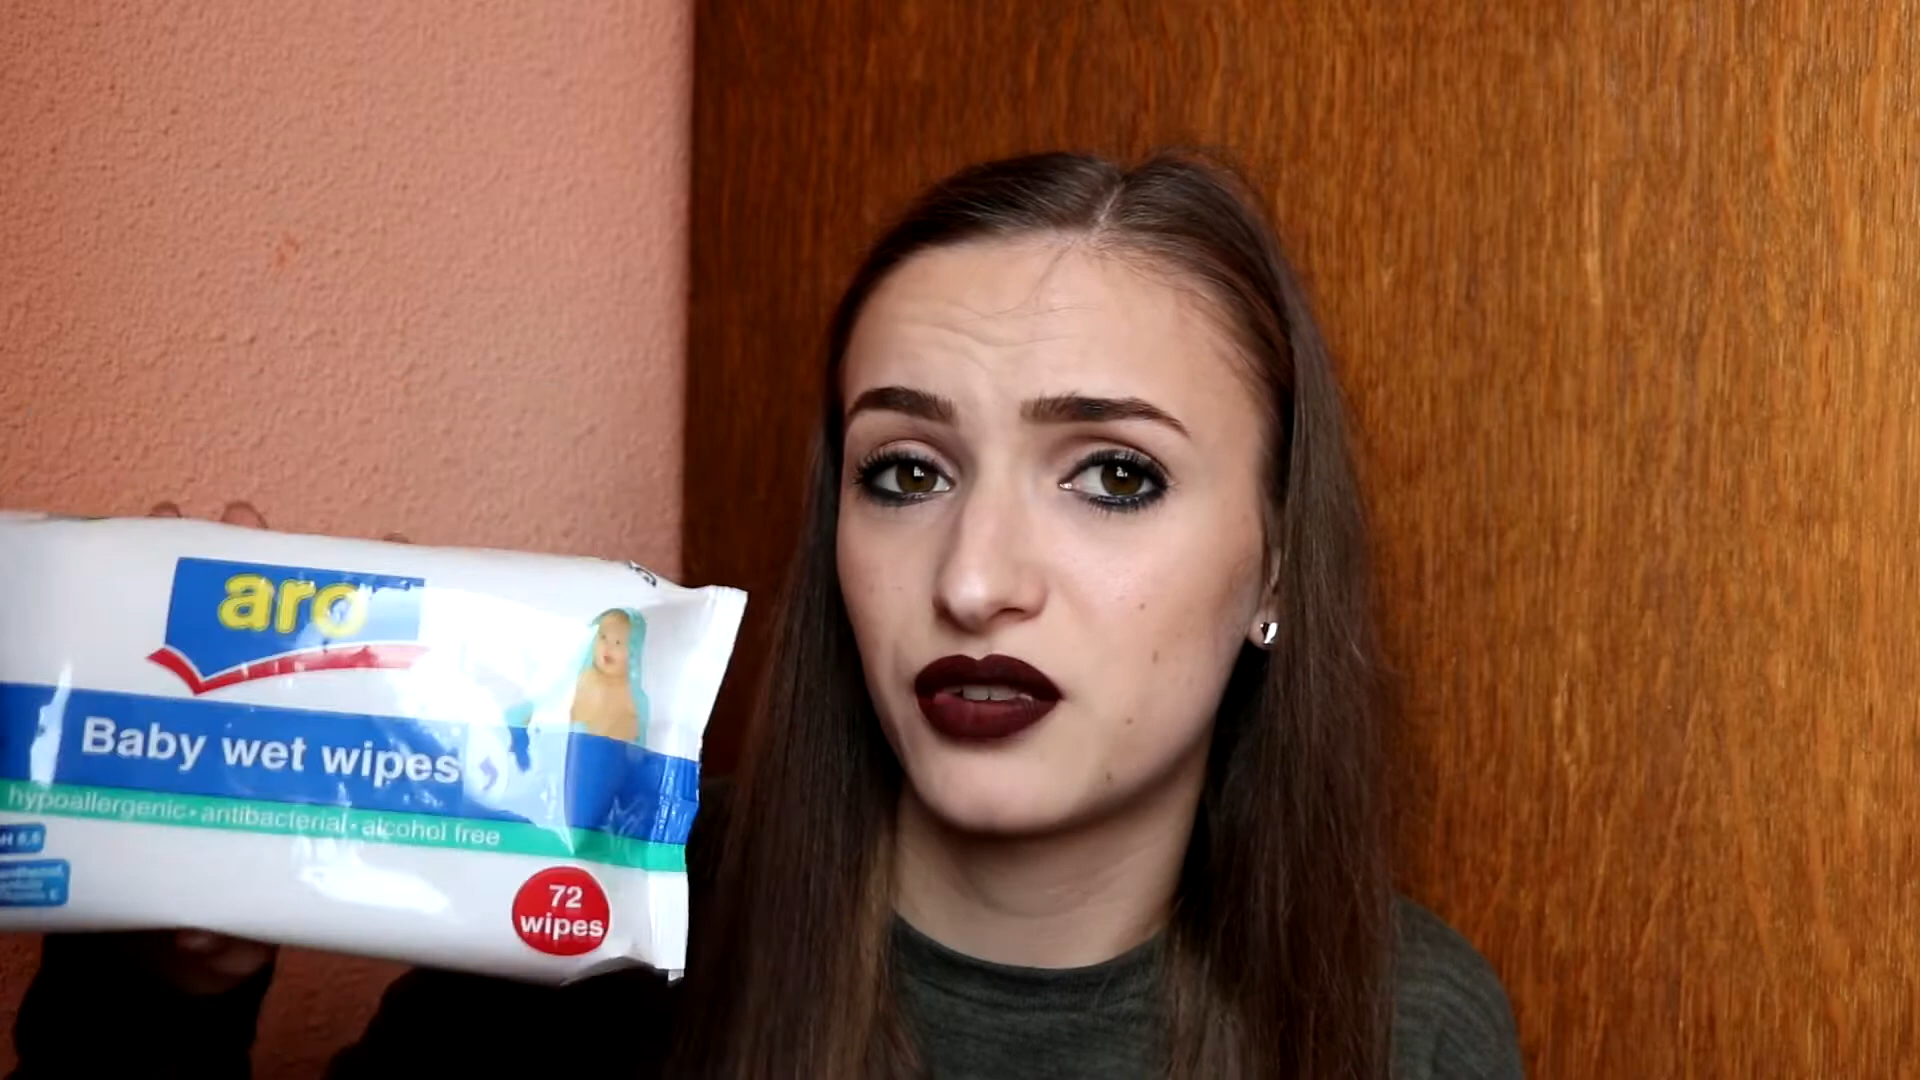 aro
Baby wet wipes
hypoallergenic • antibacterial • alcohol free
72
wipes